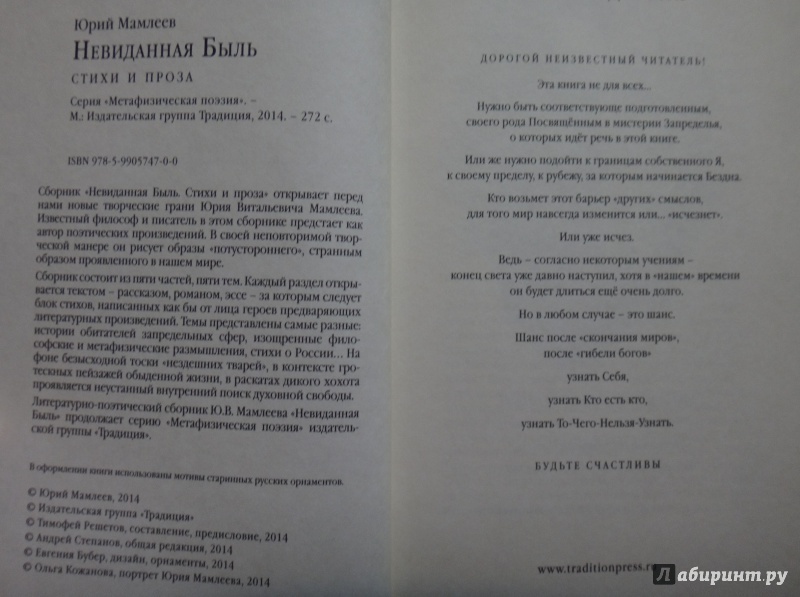 Юрий Мамлеев
Невиданная Быль
СТИХИ И ПРОЗА
Серия «Метафизическая поэзия». –
М.: Издательская группа Традиция, 2014. – 272 с.
ISBN 978-5-9905747-0-0
Сборник «Невиданная Быль. Стихи и проза» открывает перед
нами новые творческие грани Юрия Витальевича Мамлеева.
Известный философ и писатель в этом сборнике предстает как
автор поэтических произведений. В своей неповторимой твор-
ческой манере он рисует образы «потустороннего», странным
образом проявленного в нашем мире.
Сборник состоит из пяти частей, пяти тем. Каждый раздел откры-
вается текстом – рассказом, романом, эссе – за которым следует
блок стихов, написанных как бы от лица героев предваряющих
литературных произведений. Темы представлены самые разные:
истории обитателей запредельных сфер, изощренные фило-
софские и метафизические размышления, стихи о России... На
фоне безысходной тоски «нездешних тварей», в контексте гро-
тескных пейзажей обыденной жизни, в раскатах дикого хохота
проявляется неустанный внутренний поиск духовной свободы.
Литературно-поэтический сборник Ю.В. Мамлеева «Невиданная
Быль» продолжает серию «Метафизическая поэзия» издатель-
ской группы «Традиция».
В оформлении книги использованы мотивы старинных русских орнаментов.
© Юрий Мамлеев, 2014
© Издательская группа «Традиция»
© Тимофей Решетов, составление, предисловие, 2014
© Андрей Степанов, общая редакция, 2014
© Евгения Бубер, дизайн, орнаменты, 2014
© Ольга Кожанова, портрет Юрия Мамлеева, 2014
ДОРОГОЙ НЕИЗВЕСТНЫЙ ЧИТАТЕЛЬ!
Эта книга не для всех...
Нужно быть соответствующе подготовленным,
своего рода Посвящённым в мистерии Запределья,
о которых идёт речь в этой книге.
Или же нужно подойти к границам собственного Я,
к своему пределу, к рубежу, за которым начинается Бездна.
Кто возьмет этот барьер «других» смыслов,
для того мир навсегда изменится или... «исчезнет».
Или уже исчез.
Ведь – согласно некоторым учениям –
конец света уже давно наступил, хотя в «нашем» времени
он будет длиться ещё очень долго.
Но в любом случае – это шанс.
Шанс после «скончания миров»,
после «гибели богов»
узнать Себя,
узнать Кто есть кто,
узнать То-Чего-Нельзя-Узнать.
БУДЬТЕ СЧАСТЛИВЫ
www.traditionpress.ru
Лабиринт.ру